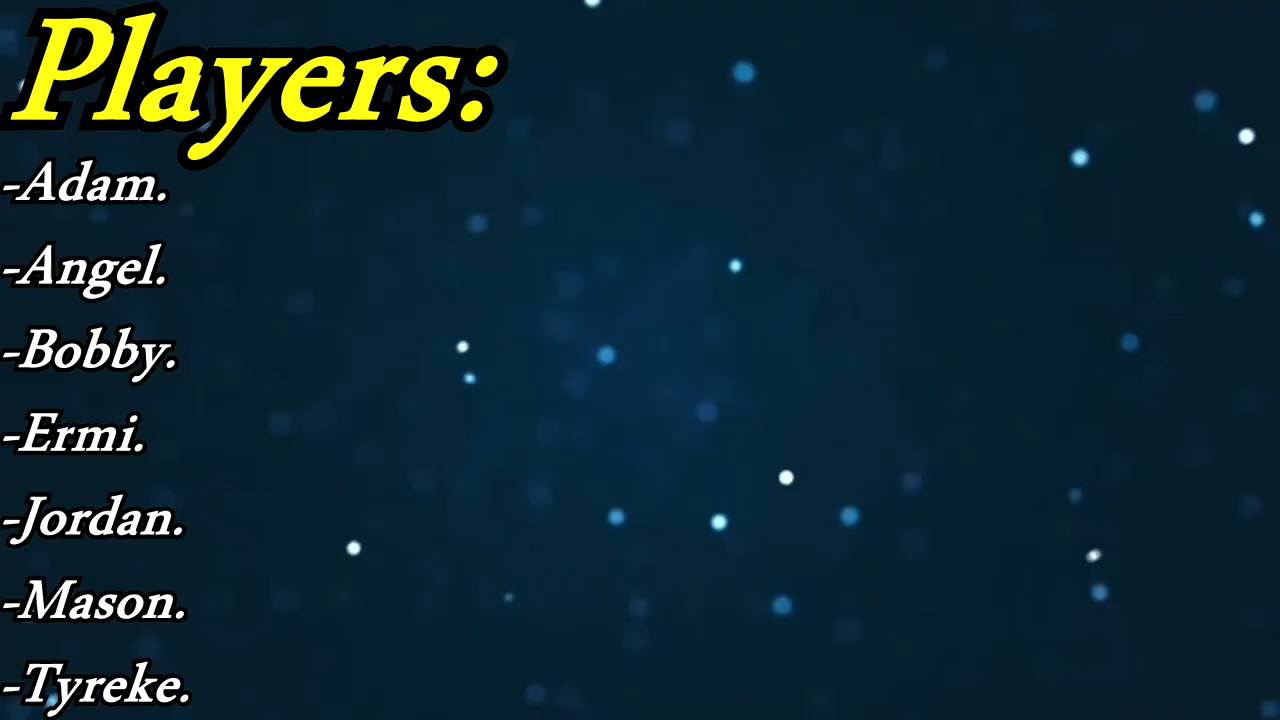 Players:
-Adam.
-Angel.
-Bobby.
-Ermi.
-Jordan.
-Mason.
-Tyreke.